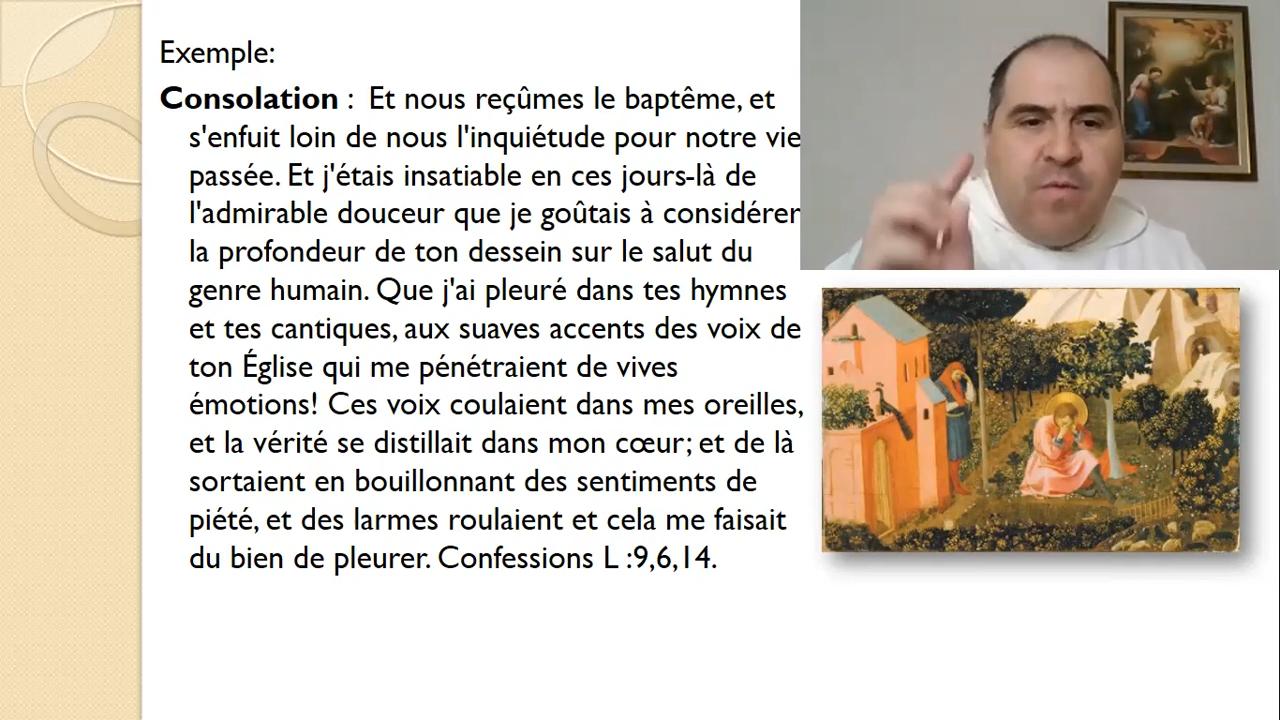 Exemple:
Consolation : Et nous reçûmes le baptême, et
s'enfuit loin de nous l'inquiétude pour notre vie
passée. Et j'étais insatiable en ces jours-là de
l'admirable douceur que je goûtais à considérer
la profondeur de ton dessein sur le salut du
genre humain. Que j'ai pleuré dans tes hymnes
et tes cantiques, aux suaves accents des voix de
ton Église qui me pénétraient de vives
émotions! Ces voix coulaient dans mes oreilles,
et la vérité se distillait dans mon cœur; et de là
sortaient en bouillonnant des sentiments de
piété, et des larmes roulaient et cela me faisait
du bien de pleurer. Confessions L :9,6,14.